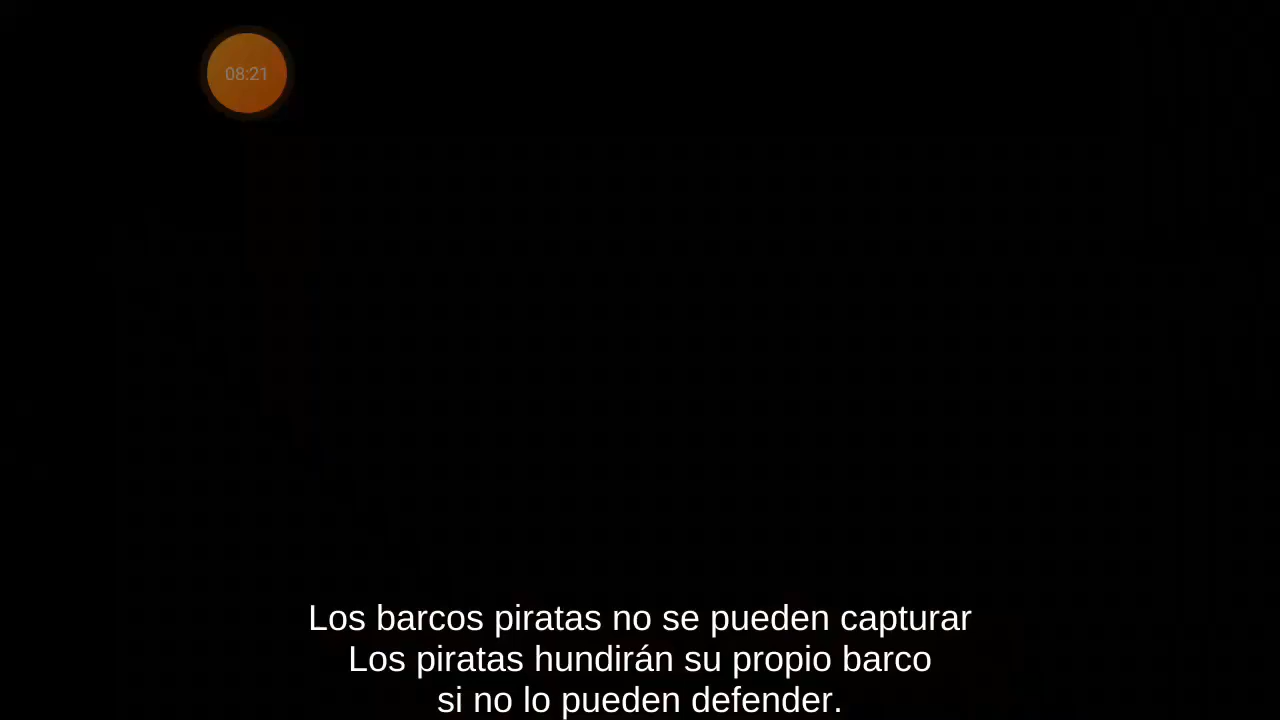 08:21
Los barcos piratas no se pueden capturar
Los piratas hundirán su propio barco
si no lo pueden defender.